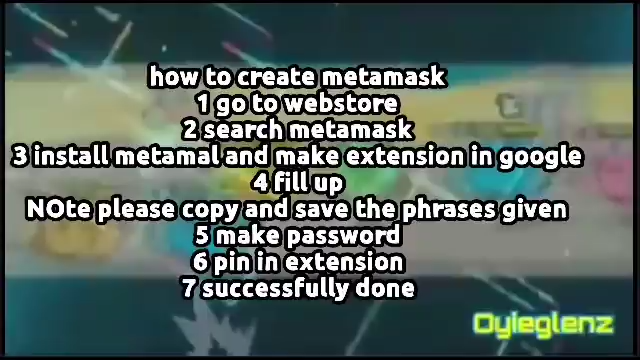 how to create metamask
1 go to webstore
2 search metamask
3 install metamal and make extension in google
4 fill up
NOte please copy and save the phrases given
5 make password
6 pin in extension
7 successfully done
Oyieglenz